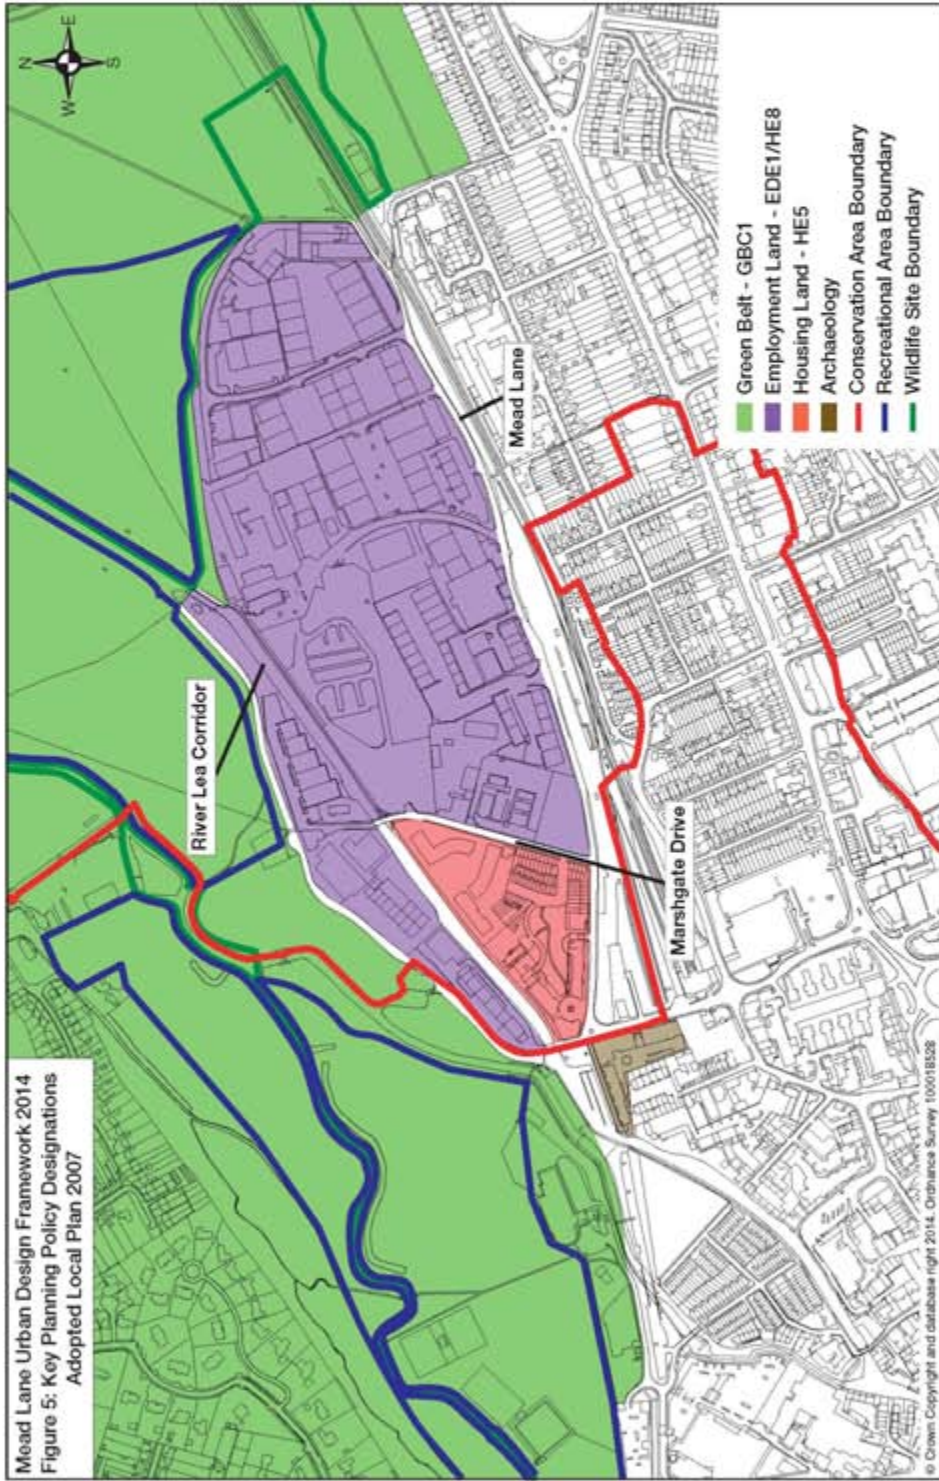 Mead Lane Urban Design Framework 2014
Figure 5: Key Planning Policy Designations
Adopted Local Plan 2007
N
W
E
S
River Lea Corridor
Mead Lane
Marshgate Drive
Green Belt - GBC1
Employment Land - EDE1/HE8
Housing Land - HE5
Archaeology
Conservation Area Boundary
Recreational Area Boundary
Wildlife Site Boundary
© Crown Copyright and database right 2014. Ordnance Survey 100018528